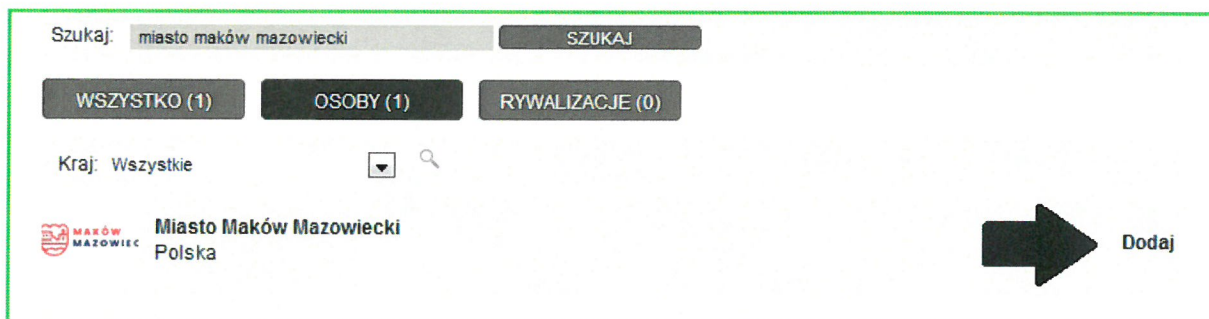 Szukaj: miasto maków mazowiecki SZUKAJ
WSZYSTKO (1) OSOBY (1) RYWALIZACJE (0)
Kraj: Wszystkie
MAKÓW
MAZOWIEC
Miasto Maków Mazowiecki
Polska
Dodaj